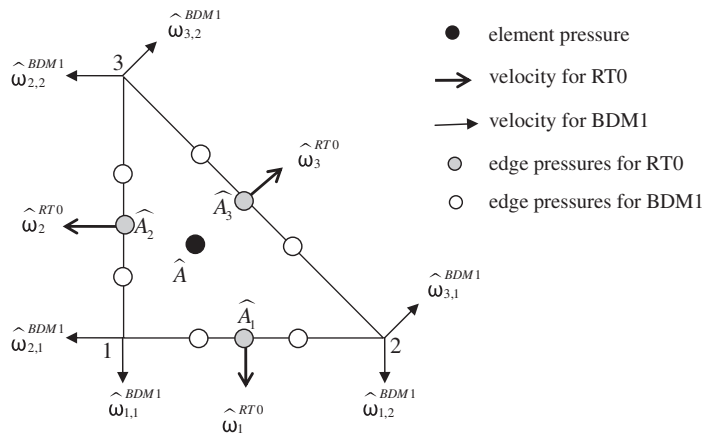 ω̂₃,₂^BDM1
3
ω̂₂,₂^BDM1
element pressure
velocity for RT0
velocity for BDM1
edge pressures for RT0
edge pressures for BDM1
ω̂₃^RT0
Â₃
ω̂₂^RT0
Â₂
Â
ω̂₃,₁^BDM1
Â₁
ω̂₂,₁^BDM1
1
2
ω̂₁,₁^BDM1
ω̂₁^RT0
ω̂₁,₂^BDM1